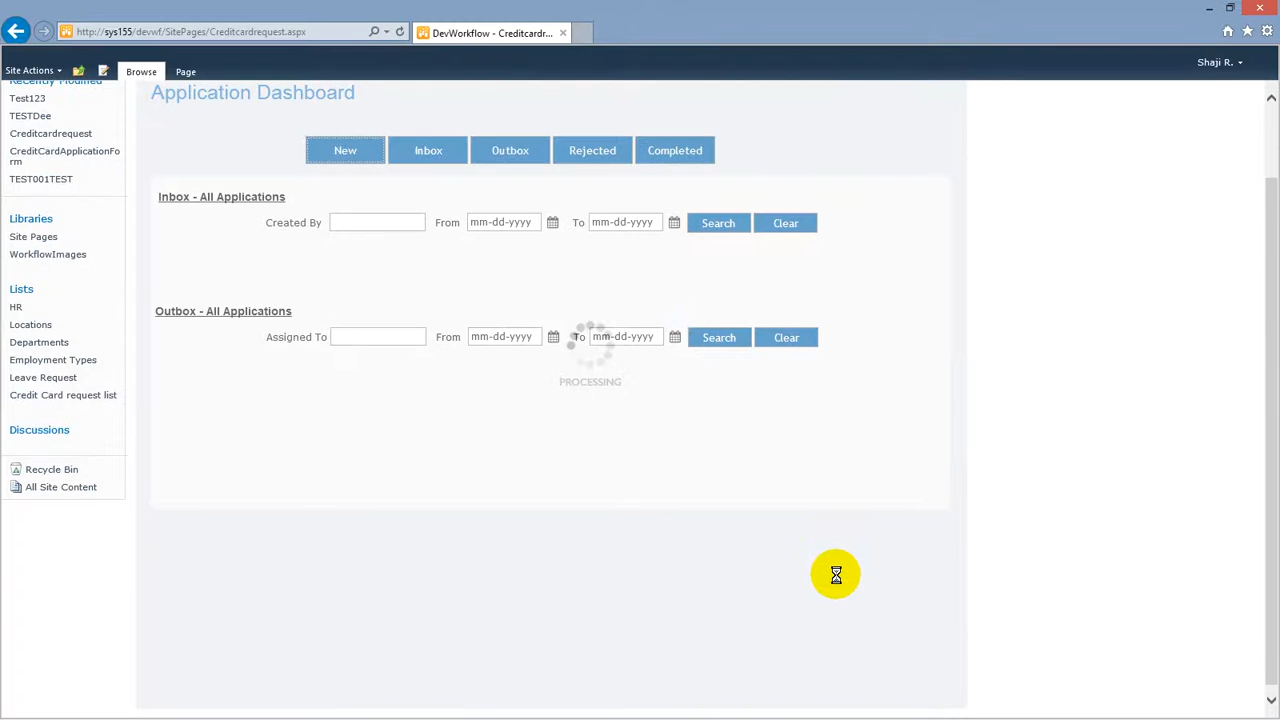 http://sys155/devwf/SitePages/Creditcardrequest.aspx
DevWorkflow - Creditcardr...
Site Actions
Browse
Page
Shaji R.
Recently Modified
Test123
TESTDee
Creditcardrequest
CreditCardApplicationFo
rm
TEST001TEST
Libraries
Site Pages
WorkflowImages
Lists
HR
Locations
Departments
Employment Types
Leave Request
Credit Card request list
Discussions
Recycle Bin
All Site Content
Application Dashboard
New Inbox Outbox Rejected Completed
Inbox - All Applications
Created By From mm-dd-yyyy To mm-dd-yyyy Search Clear
Outbox - All Applications
Assigned To From mm-dd-yyyy To mm-dd-yyyy Search Clear
PROCESSING